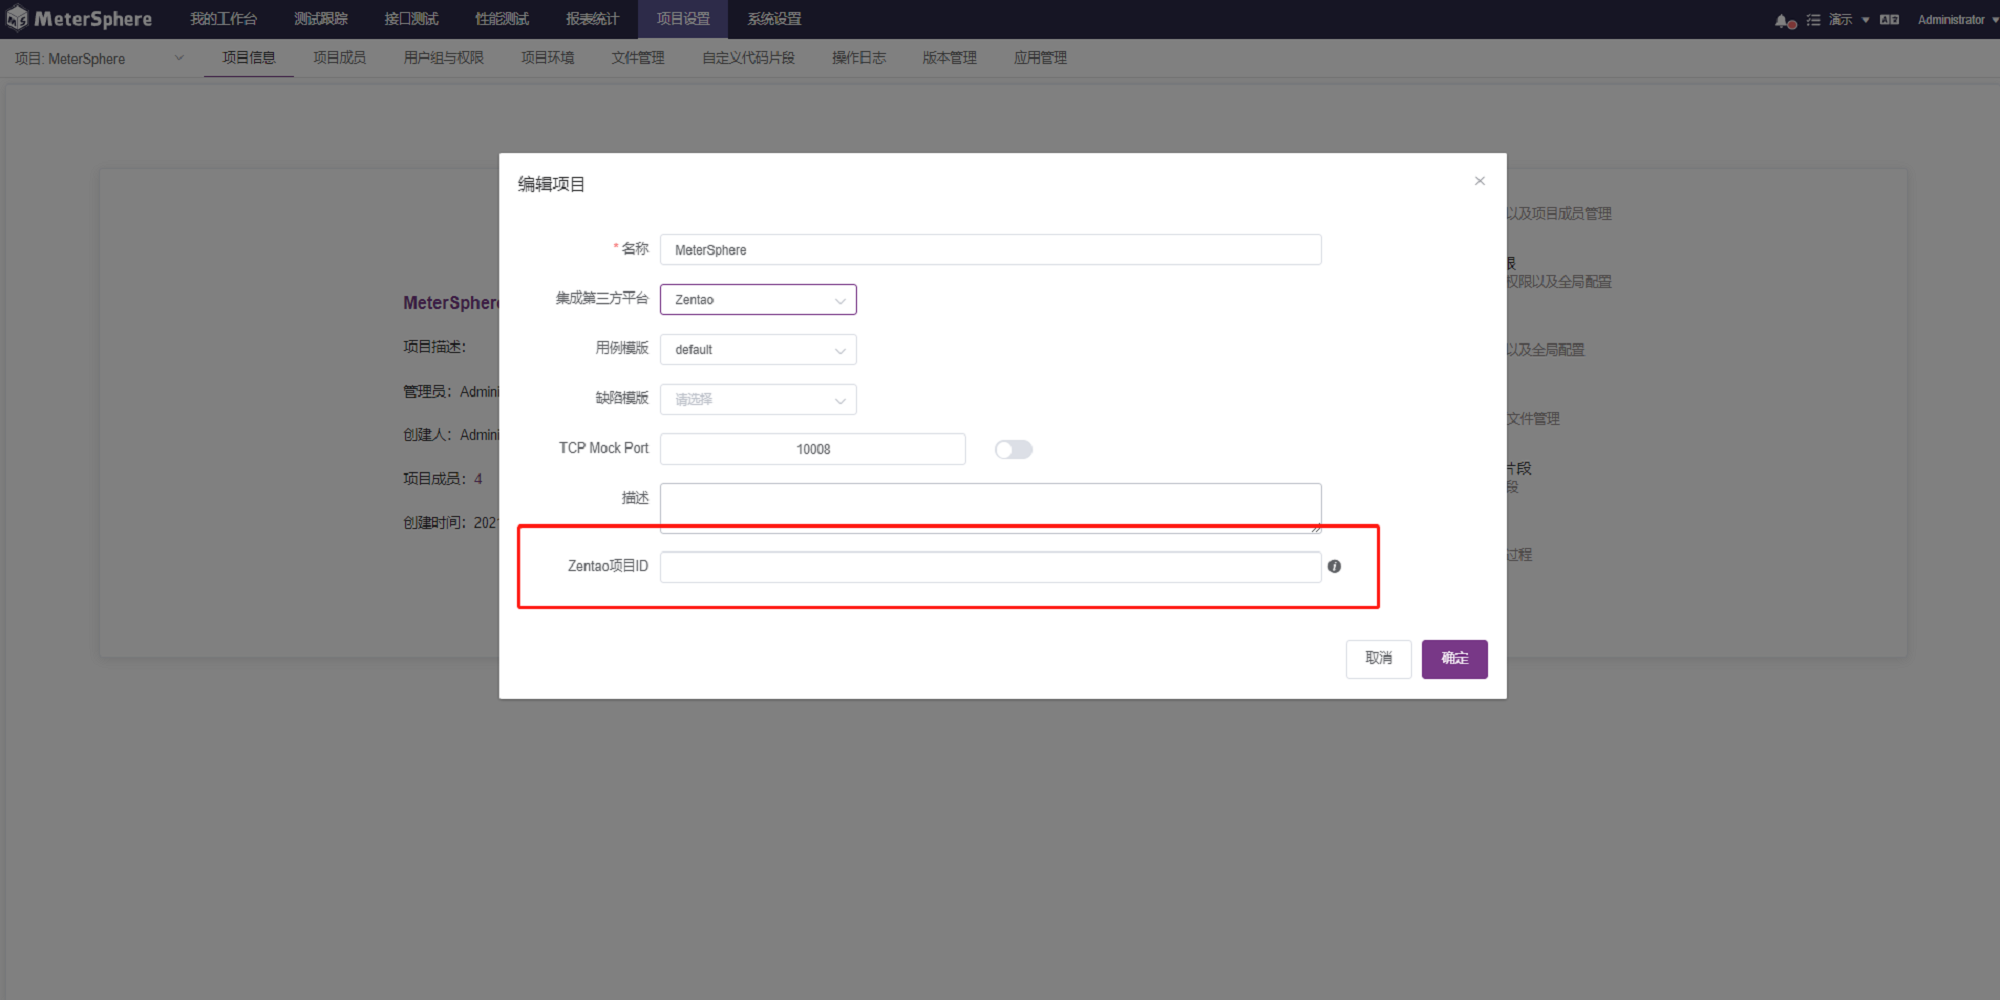 MeterSphere 我的工作台 测试跟踪 接口测试 性能测试 报表统计 项目设置 系统设置 演示 Administrator
项目: MeterSphere 项目信息 项目成员 用户组与权限 项目环境 文件管理 自定义代码片段 操作日志 版本管理 应用管理
编辑项目
* 名称 MeterSphere
集成第三方平台 Zentao
用例模版 default
缺陷模版 请选择
TCP Mock Port 10008
描述
Zentao项目ID
取消 确定
MeterSphere
项目描述:
管理员: Admini
创建人: Admini
项目成员: 4
创建时间: 202
以及项目成员管理
权限以及全局配置
以及全局配置
文件管理
片段
段
过程